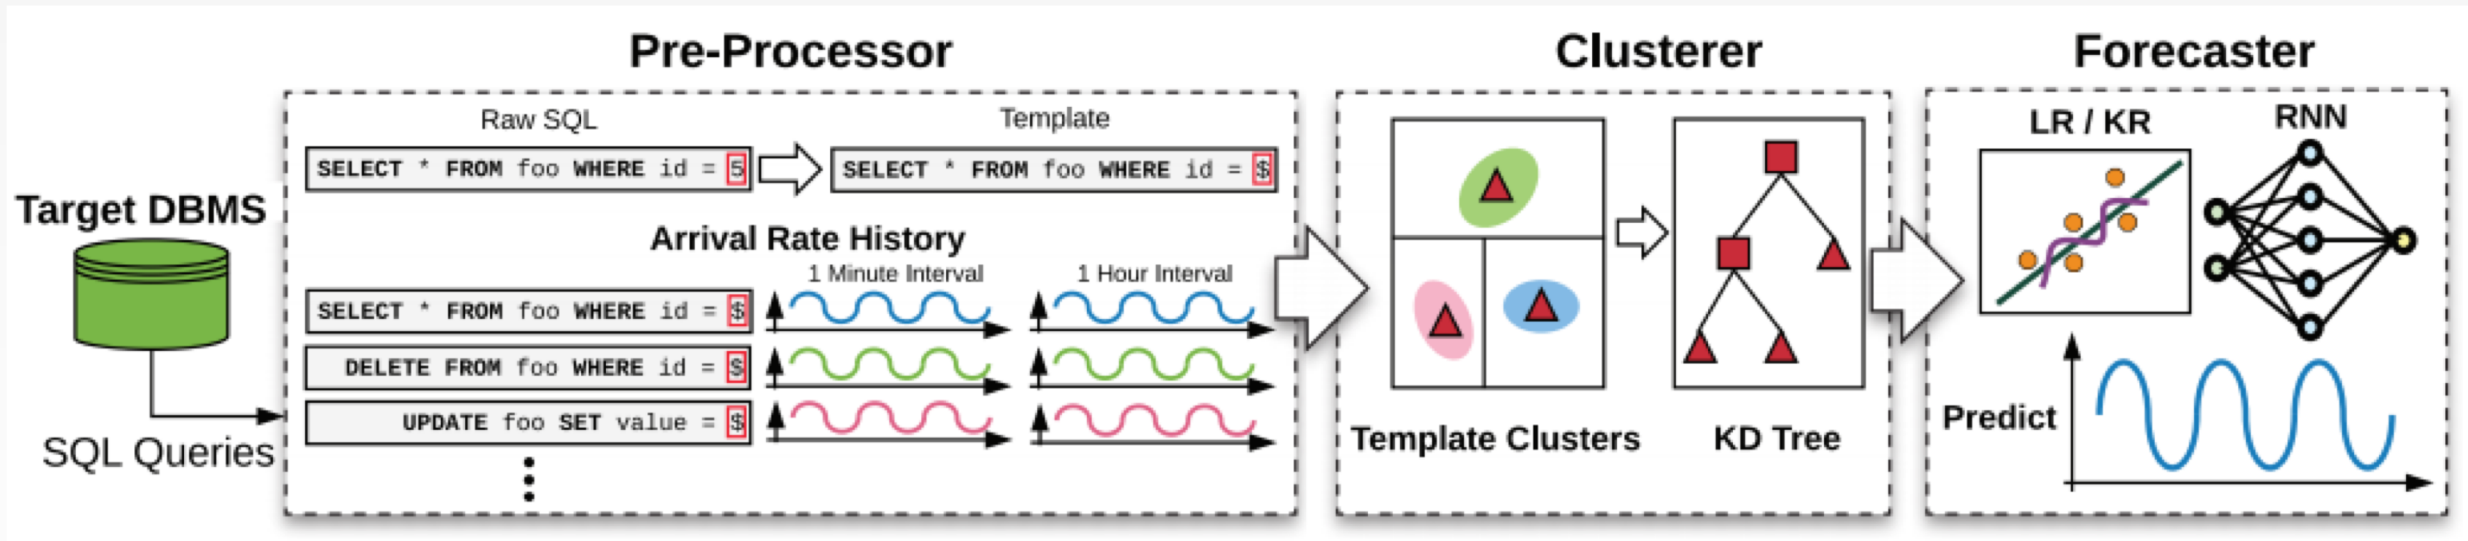 Pre-Processor
Clusterer
Forecaster
Raw SQL
Template
SELECT * FROM foo WHERE id = 5
SELECT * FROM foo WHERE id = $
Target DBMS
SQL Queries
Arrival Rate History
1 Minute Interval
1 Hour Interval
SELECT * FROM foo WHERE id = $
DELETE FROM foo WHERE id = $
UPDATE foo SET value = $
Template Clusters
KD Tree
LR / KR
RNN
Predict